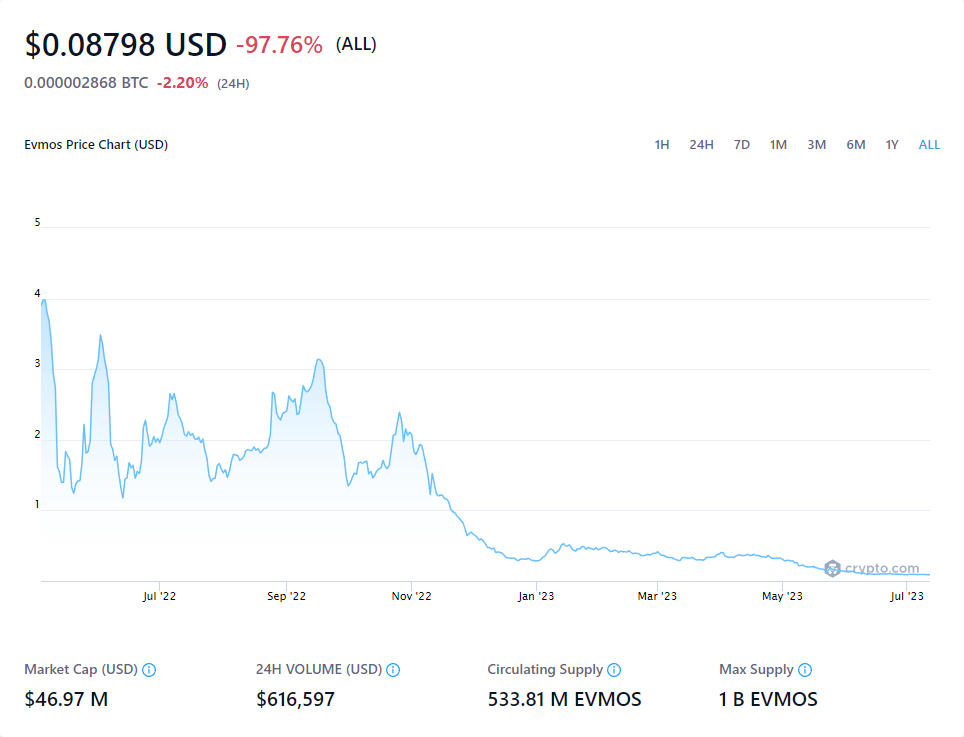 $0.08798 USD -97.76% (ALL)
0.000002868 BTC -2.20% (24H)
Evmos Price Chart (USD) 1H 24H 7D 1M 3M 6M 1Y ALL
5
4
3
2
1
crypto.com
Jul '22 Sep '22 Nov '22 Jan '23 Mar '23 May '23 Jul '23
Market Cap (USD) 24H VOLUME (USD) Circulating Supply Max Supply
$46.97 M $616,597 533.81 M EVMOS 1 B EVMOS